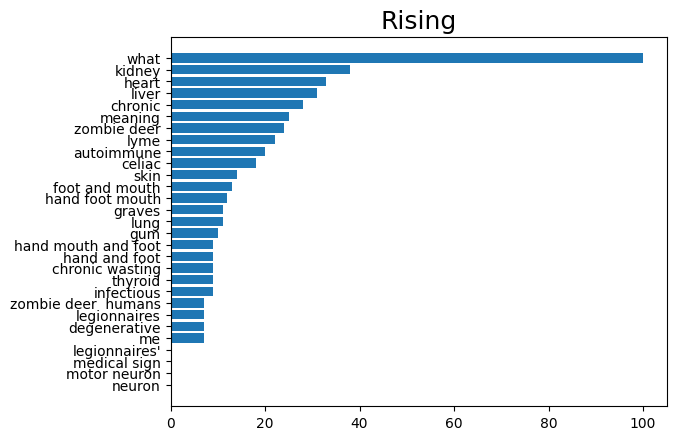 Rising
what
kidney
heart
liver
chronic
meaning
zombie deer
lyme
autoimmune
celiac
skin
foot and mouth
hand foot mouth
graves
lung
gum
hand mouth and foot
hand and foot
chronic wasting
thyroid
infectious
zombie deer  humans
legionnaires
degenerative
me
legionnaires'
medical sign
motor neuron
neuron
0 20 40 60 80 100